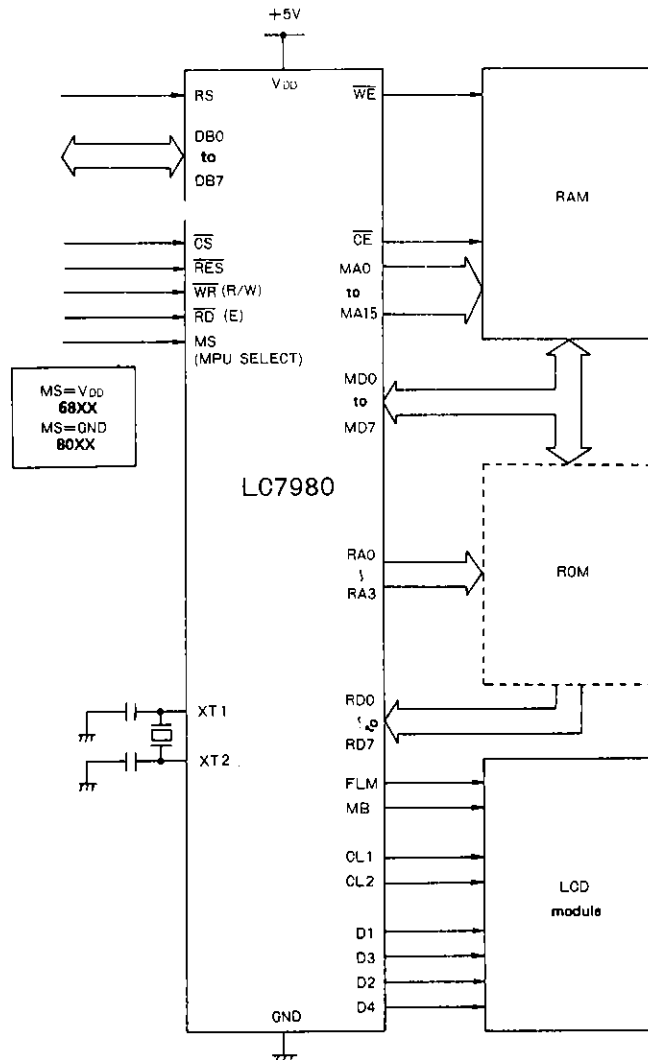 +5V
VDD
RS
DB0
to
DB7
CS
RES
WR (R/W)
RD (E)
MS
(MPU SELECT)
MS=VDD
68XX
MS=GND
80XX
LC7980
XT1
XT2
GND
WE
CE
MA0
to
MA15
MD0
to
MD7
RA0
~
RA3
RD0
~to
RD7
FLM
MB
CL1
CL2
D1
D3
D2
D4
RAM
ROM
LCD
module